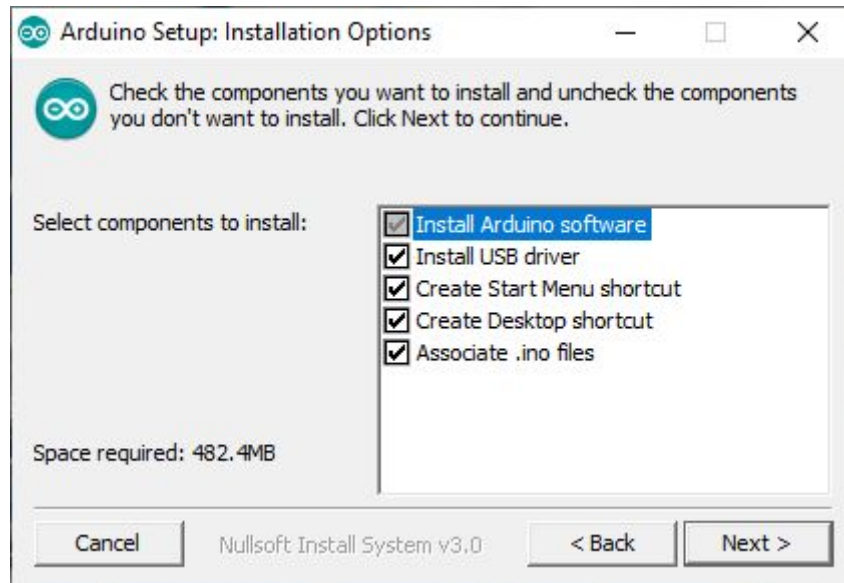 Arduino Setup: Installation Options
Check the components you want to install and uncheck the components
you don't want to install. Click Next to continue.
Select components to install:
Install Arduino software
Install USB driver
Create Start Menu shortcut
Create Desktop shortcut
Associate .ino files
Space required: 482.4MB
Cancel
Nullsoft Install System v3.0
< Back
Next >